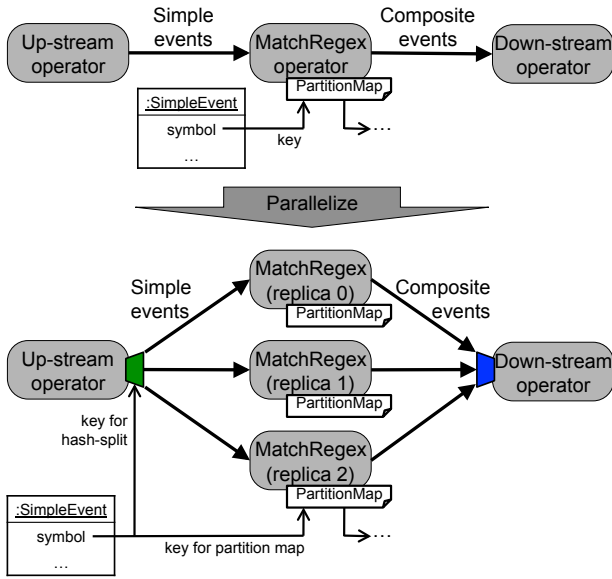 Simple
events
Composite
events
Up-stream
operator
MatchRegex
operator
Down-stream
operator
PartitionMap
:SimpleEvent
symbol
...
key
...
Parallelize
Simple
events
MatchRegex
(replica 0)
PartitionMap
Composite
events
Up-stream
operator
MatchRegex
(replica 1)
PartitionMap
Down-stream
operator
key for
hash-split
MatchRegex
(replica 2)
PartitionMap
:SimpleEvent
symbol
...
key for partition map
...